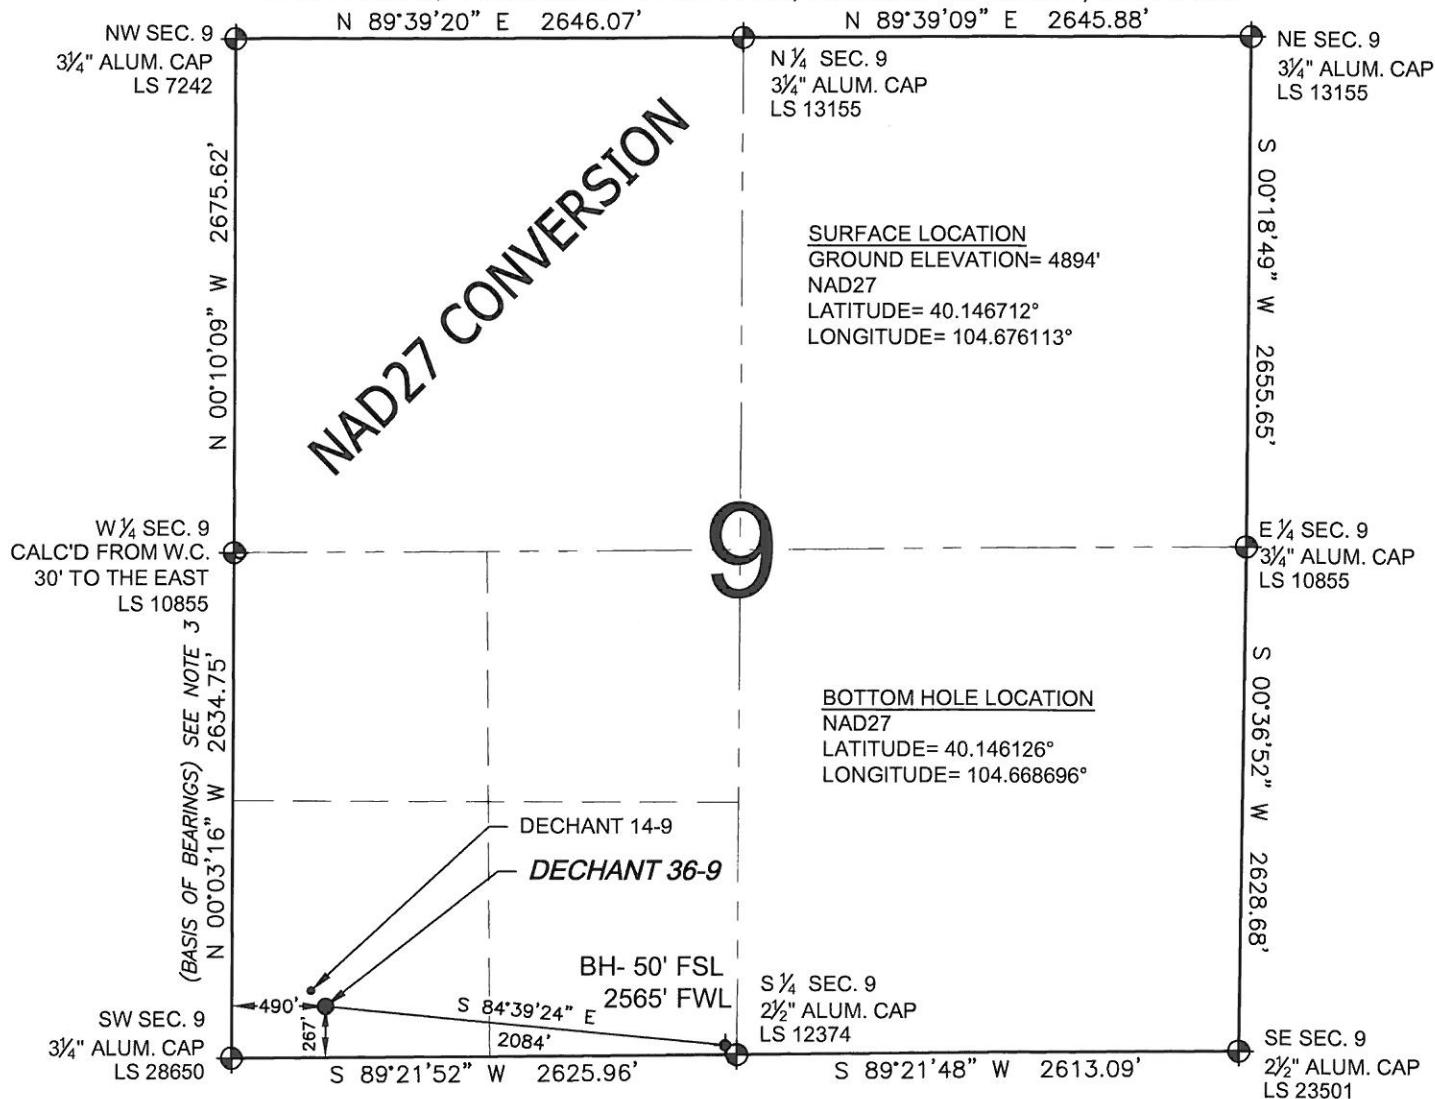 N 89°39'20" E 2646.07'
N 89°39'09" E 2645.88'
NW SEC. 9
3¼" ALUM. CAP
LS 7242
N ¼ SEC. 9
3¼" ALUM. CAP
LS 13155
NE SEC. 9
3¼" ALUM. CAP
LS 13155
N 00°10'09" W 2675.62'
NAD27 CONVERSION
SURFACE LOCATION
GROUND ELEVATION= 4894'
NAD27
LATITUDE= 40.146712°
LONGITUDE= 104.676113°
S 00°18'49" W 2655.65'
W ¼ SEC. 9
CALC'D FROM W.C.
30' TO THE EAST
LS 10855
9
E ¼ SEC. 9
3¼" ALUM. CAP
LS 10855
(BASIS OF BEARINGS) SEE NOTE 3
N 00°03'16" W 2634.75'
BOTTOM HOLE LOCATION
NAD27
LATITUDE= 40.146126°
LONGITUDE= 104.668696°
S 00°36'52" W 2628.68'
DECHANT 14-9
DECHANT 36-9
BH- 50' FSL
2565' FWL
490'
267'
S 84°39'24" E
2084'
S ¼ SEC. 9
2½" ALUM. CAP
LS 12374
SW SEC. 9
3¼" ALUM. CAP
LS 28650
S 89°21'52" W 2625.96'
S 89°21'48" W 2613.09'
SE SEC. 9
2½" ALUM. CAP
LS 23501